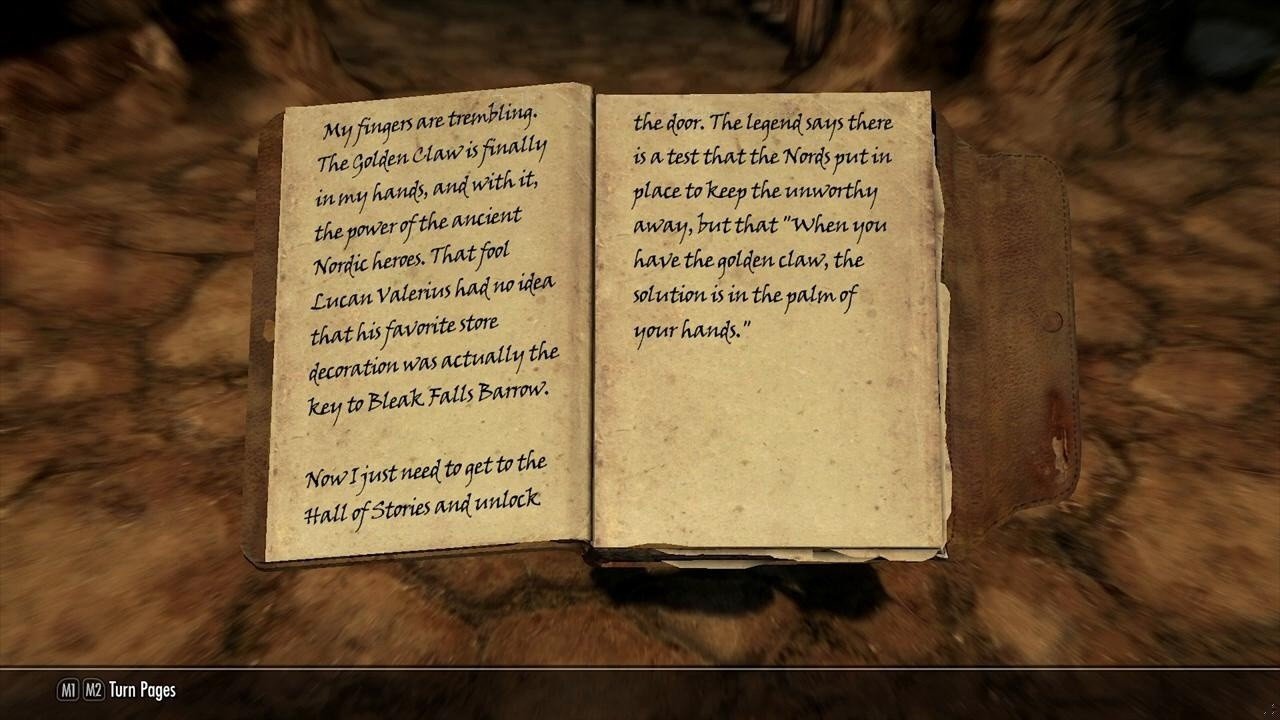 My fingers are trembling.
The Golden Claw is finally
in my hands, and with it,
the power of the ancient
Nordic heroes. That fool
Lucan Valerius had no idea
that his favorite store
decoration was actually the
key to Bleak Falls Barrow.
Now I just need to get to the
Hall of Stories and unlock
the door. The legend says there
is a test that the Nords put in
place to keep the unworthy
away, but that "When you
have the golden claw, the
solution is in the palm of
your hands."
M1 M2 Turn Pages